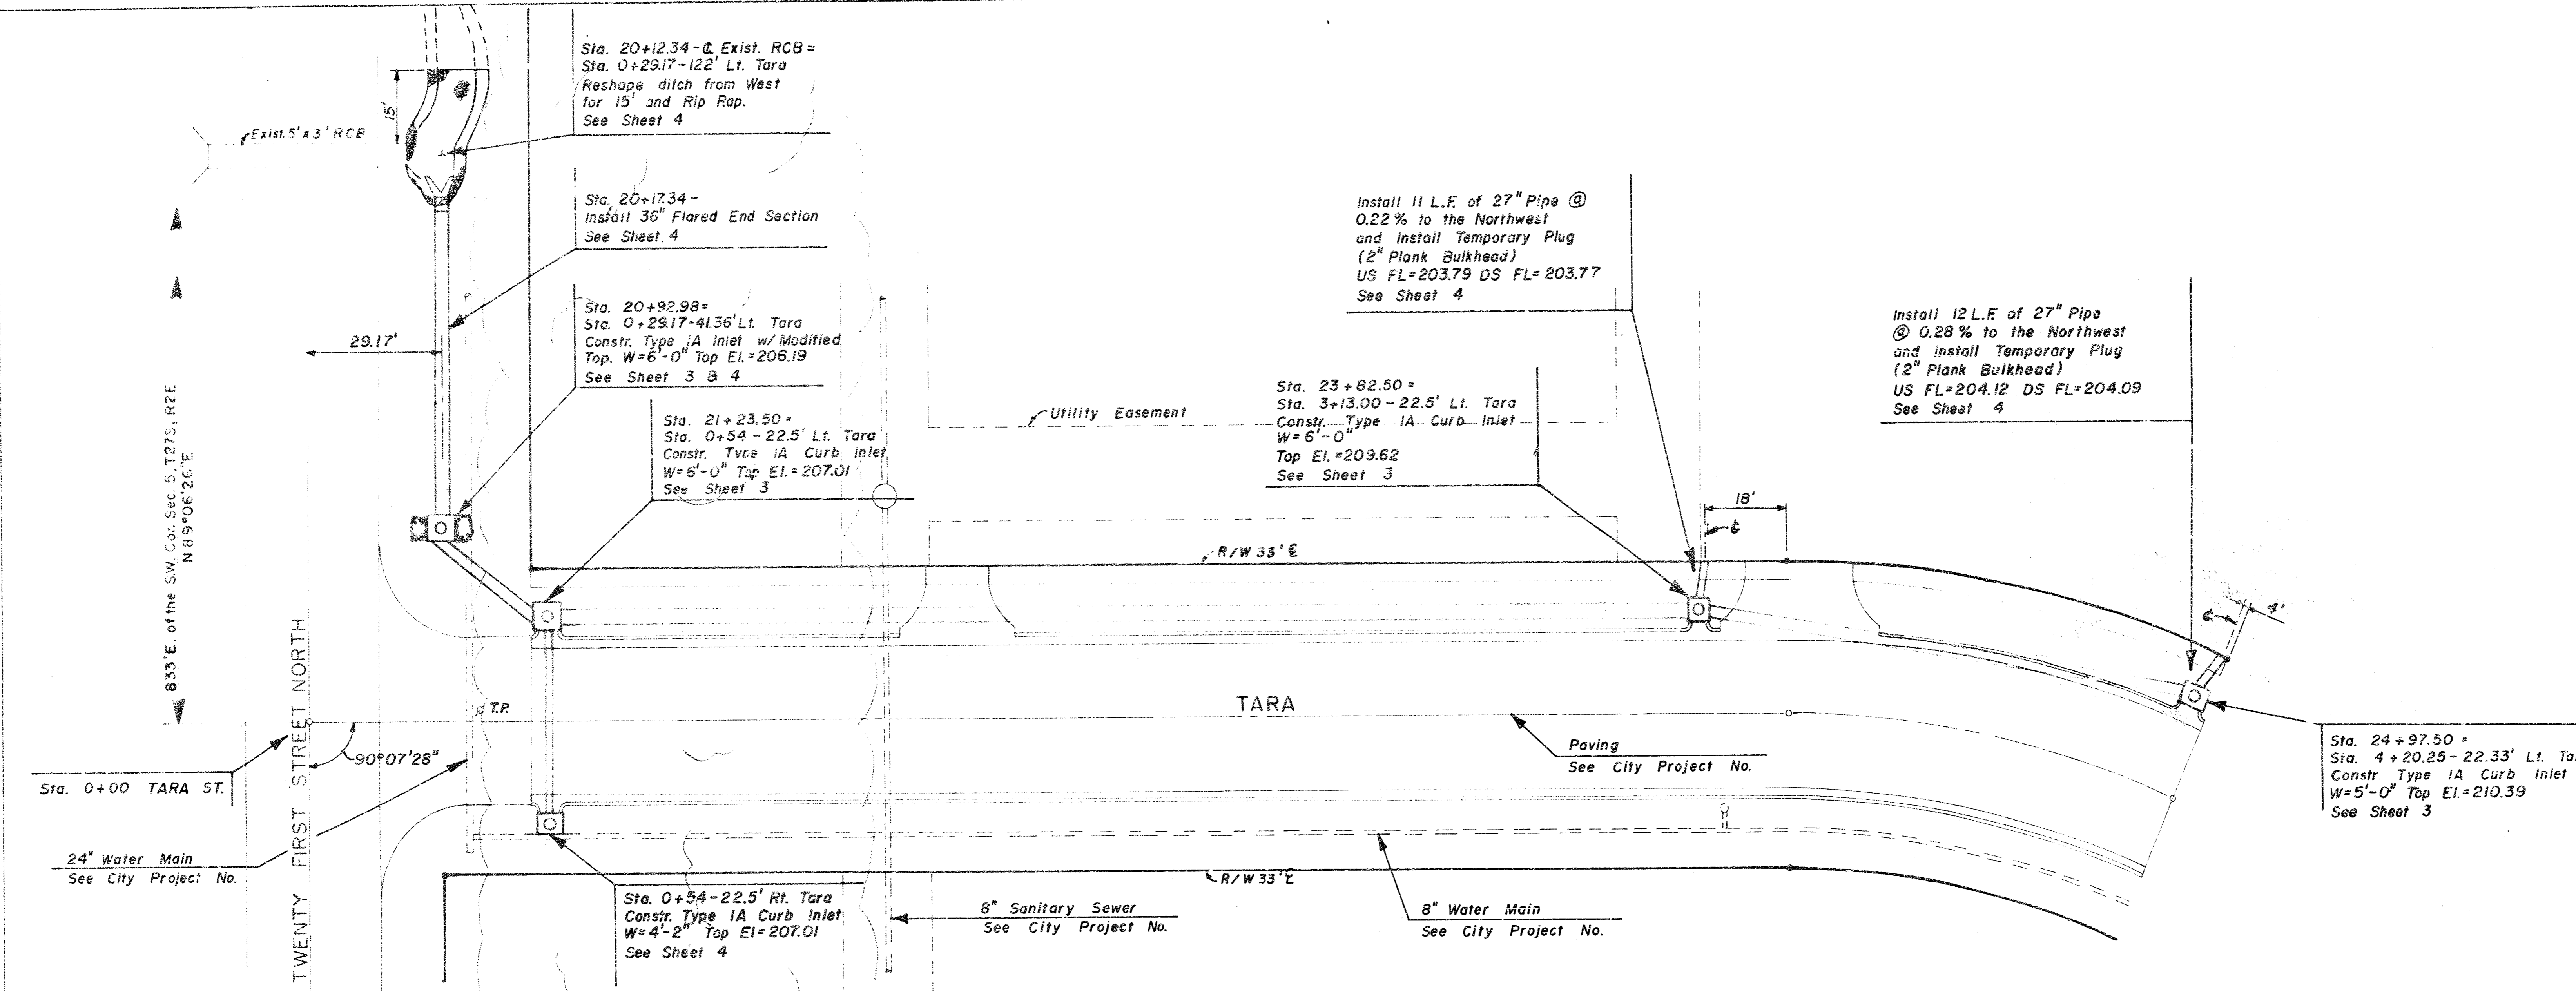 Sta. 20+12.34-℄ Exist. RCB =
Sta. 0+29.17-122' Lt. Tara
Reshape ditch from West
for 15' and Rip Rap.
See Sheet 4
15'
Exist. 5' x 3' RCB
Sta. 20+17.34-
Install 36" Flared End Section
See Sheet 4
Install 11 L.F. of 27" Pipe @
0.22% to the Northwest
and Install Temporary Plug
(2" Plank Bulkhead)
US FL=203.79 DS FL=203.77
See Sheet 4
Sta. 20+92.98=
Sta. 0+29.17-41.36' Lt. Tara
Constr. Type 1A Inlet w/ Modified
Top. W=6'-0" Top El.=206.19
See Sheet 3 & 4
29.17'
Install 12 L.F. of 27" Pipe
@ 0.28% to the Northwest
and Install Temporary Plug
(2" Plank Bulkhead)
US FL=204.12 DS FL=204.09
See Sheet 4
Sta. 23+82.50=
Sta. 3+13.00-22.5' Lt. Tara
Constr. Type 1A Curb Inlet
W=6'-0"
Top El.=209.62
See Sheet 3
Utility Easement
Sta. 21+23.50=
Sta. 0+54-22.5' Lt. Tara
Constr. Type 1A Curb Inlet
W=6'-0" Top El.=207.01
See Sheet 3
833' E. of the S.W. Cor. Sec. 5, T27S, R2E
N 89°06'26"E
18'
℄
R/W 33' ℄
4'
℄
TWENTY FIRST STREET NORTH
T.P.
TARA
90°07'28"
Sta. 0+00 TARA ST.
Paving
See City Project No.
Sta. 24+97.50=
Sta. 4+20.25-22.33' Lt. Ta
Constr. Type 1A Curb Inlet
W=5'-0" Top El.=210.39
See Sheet 3
24" Water Main
See City Project No.
R/W 33' ℄
Sta. 0+54-22.5' Rt. Tara
Constr. Type 1A Curb Inlet
W=4'-2" Top El=207.01
See Sheet 4
8" Sanitary Sewer
See City Project No.
8" Water Main
See City Project No.